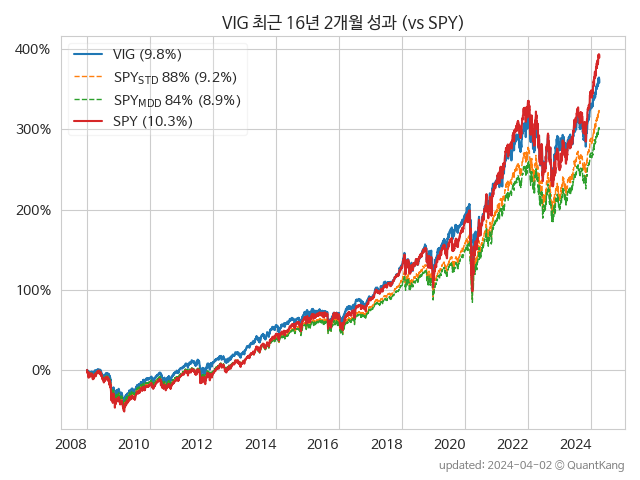 VIG 최근 16년 2개월 성과 (vs SPY)
VIG (9.8%)
SPY_STD 88% (9.2%)
SPY_MDD 84% (8.9%)
SPY (10.3%)
400%
300%
200%
100%
0%
2008 2010 2012 2014 2016 2018 2020 2022 2024
updated: 2024-04-02 © QuantKang